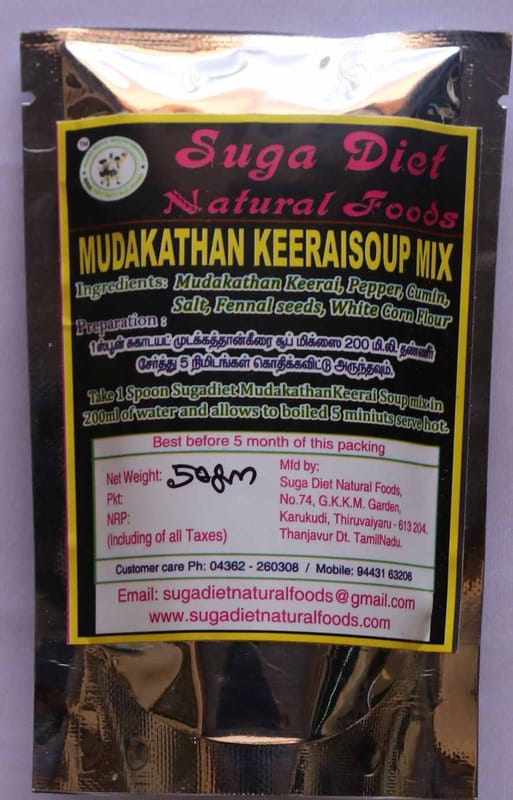 TM
Suga Diet
Natural Foods
MUDAKATHAN KEERAISOUP MIX
Ingredients: Mudakathan Keerai, Pepper, Cumin,
Salt, Fennal seeds, White Corn Flour
Preparation :
1ஸ்பூன் சுகாடயட் முடக்கத்தான்கீரை சூப் மிக்ஸை 200 மி.லி. தண்ணீர்
சேர்த்து 5 நிமிடங்கள் கொதிக்கவிட்டு அருந்தவும்.
Take 1 Spoon Sugadiet MudakathanKeerai Soup mix in
200ml of water and allows to boiled 5 miniuts serve hot.
Best before 5 month of this packing
Net Weight: 50gm
Pkt:
NRP:
(Including of all Taxes)
Mfd by:
Suga Diet Natural Foods,
No.74, G.K.K.M. Garden,
Karukudi, Thiruvaiyaru - 613 204.
Thanjavur Dt. TamilNadu.
Customer care Ph: 04362 - 260308 / Mobile: 94431 63206
Email: sugadietnaturalfoods@gmail.com
www.sugadietnaturalfoods.com